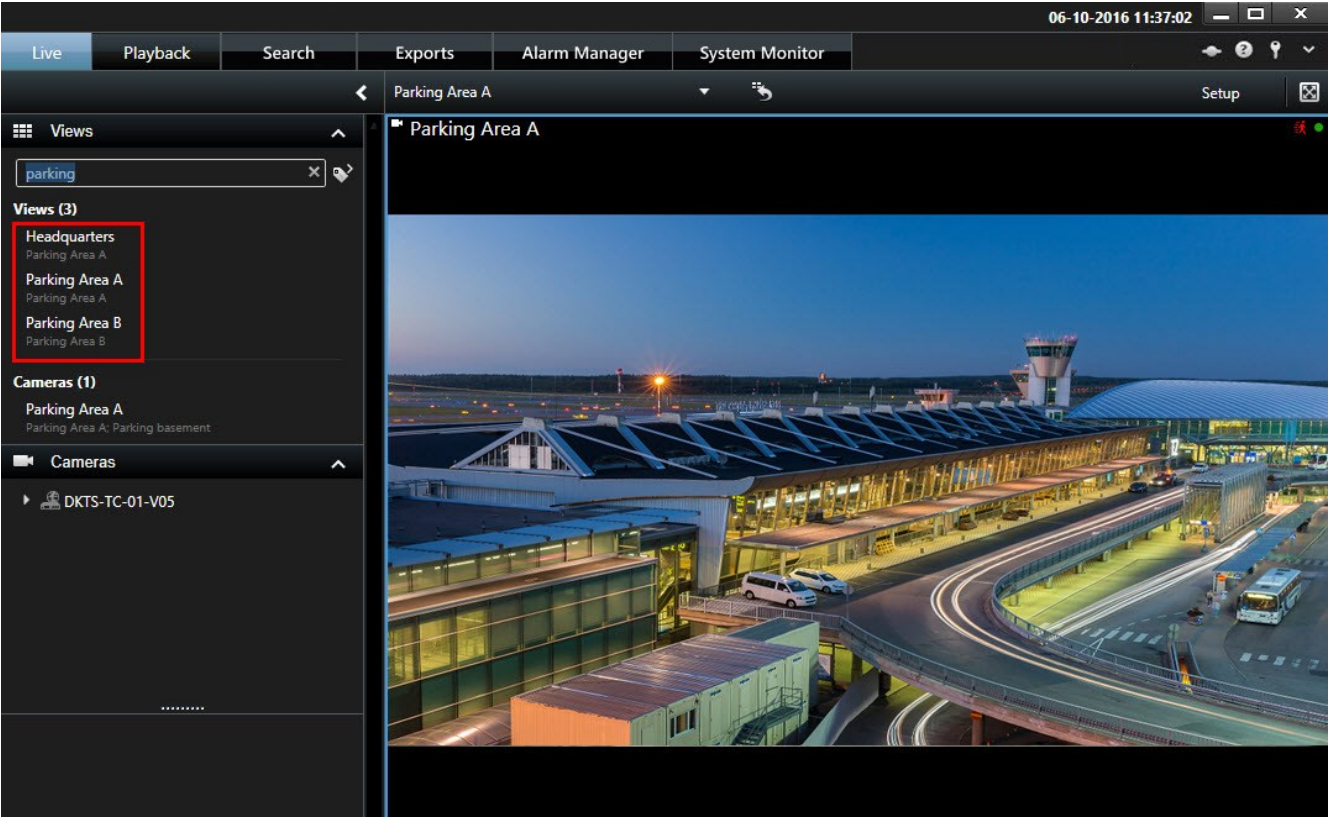 06-10-2016 11:37:02
Live Playback Search Exports Alarm Manager System Monitor
Parking Area A Setup
Views
parking
Views (3)
Headquarters
Parking Area A
Parking Area A
Parking Area A
Parking Area B
Parking Area B
Cameras (1)
Parking Area A
Parking Area A; Parking basement
Cameras
DKTS-TC-01-V05
Parking Area A